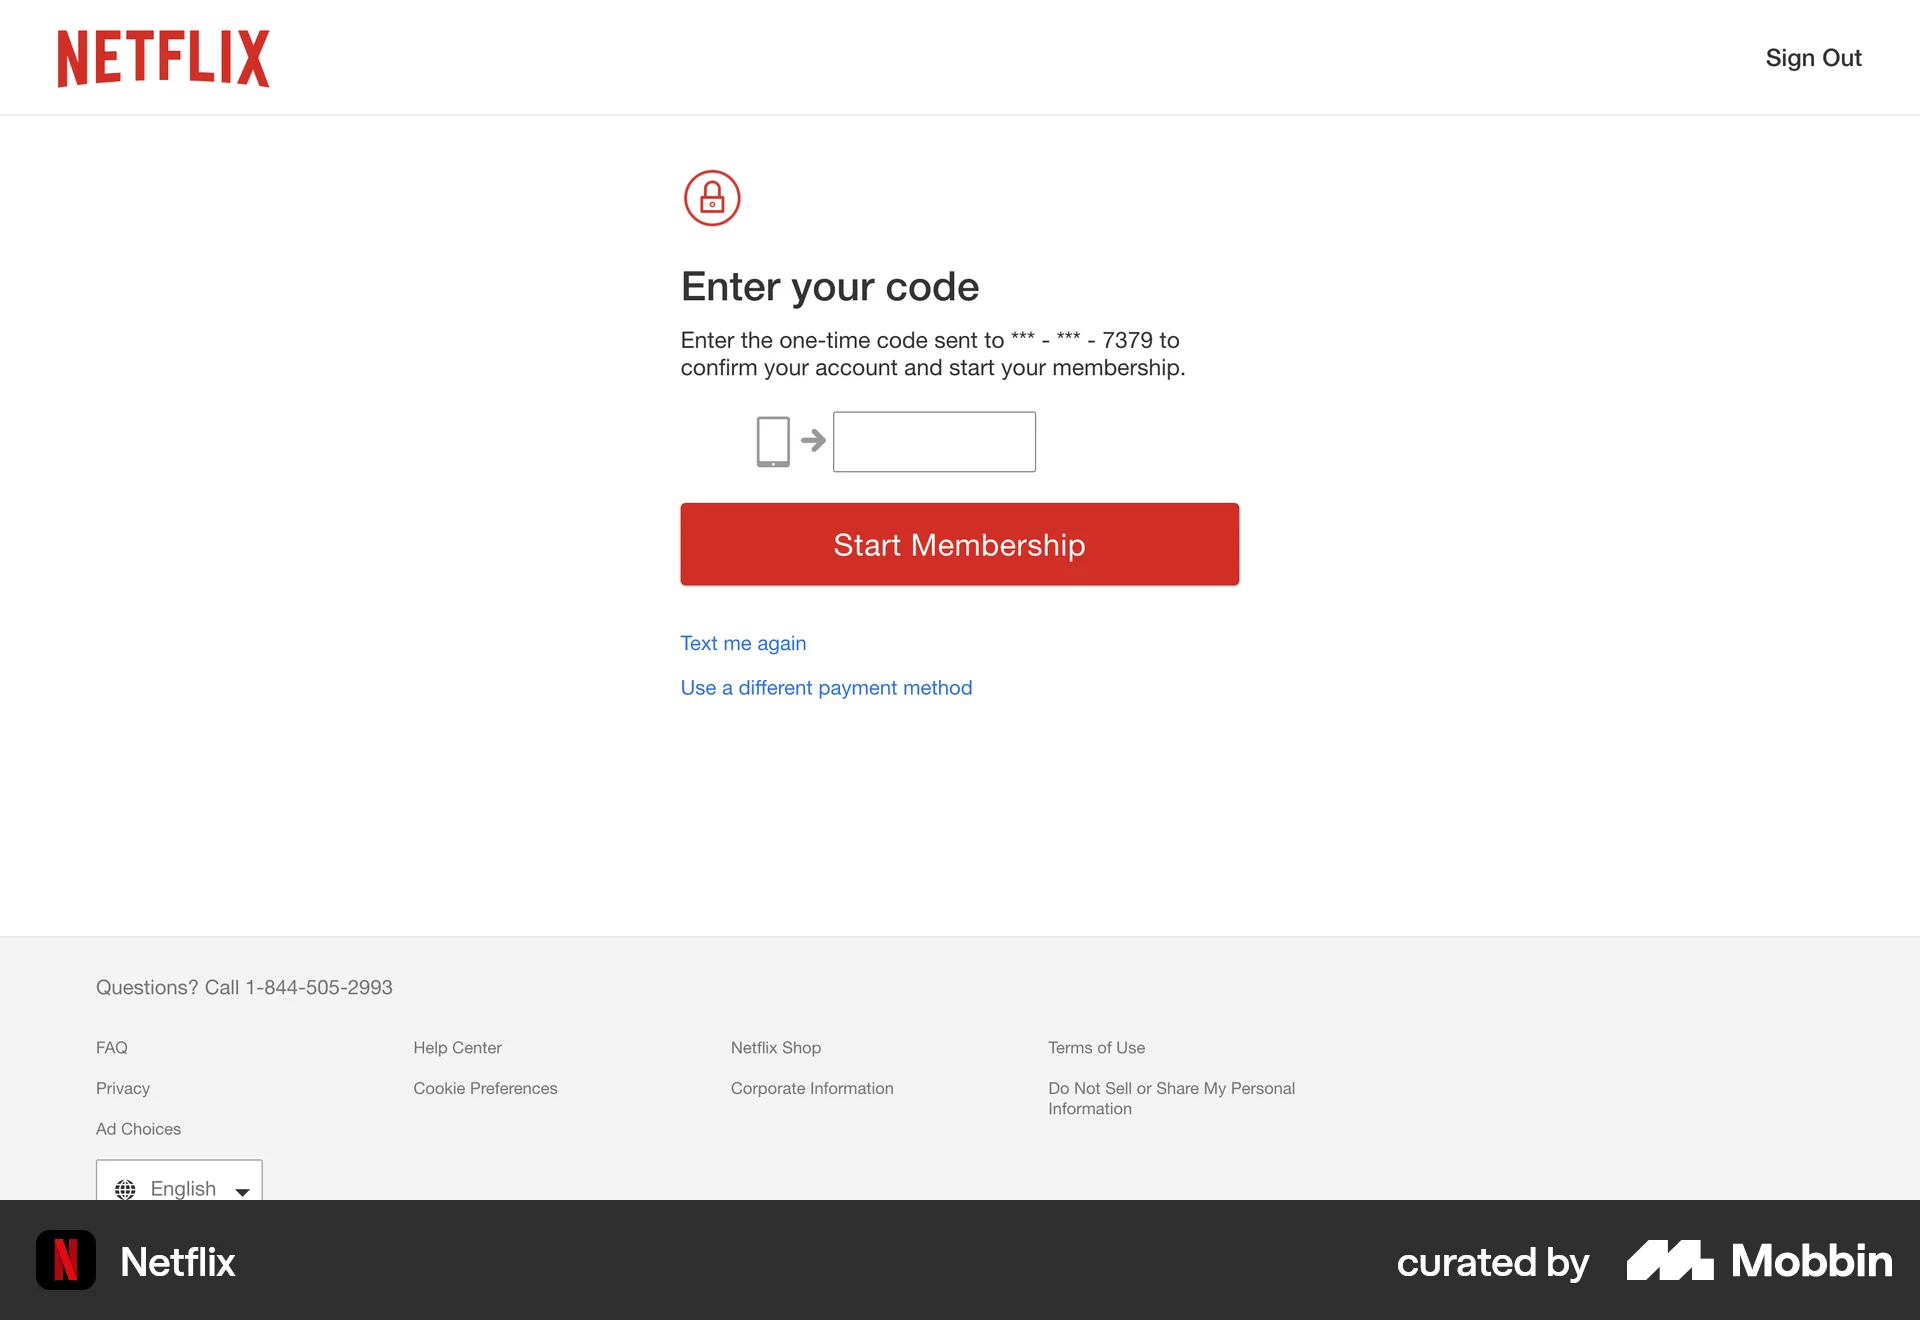 NETFLIX
Sign Out
Enter your code
Enter the one-time code sent to *** - *** - 7379 to
confirm your account and start your membership.
Start Membership
Text me again
Use a different payment method
Questions? Call 1-844-505-2993
FAQ
Help Center
Netflix Shop
Terms of Use
Privacy
Cookie Preferences
Corporate Information
Do Not Sell or Share My Personal
Information
Ad Choices
English
N
Netflix
curated by
Mobbin